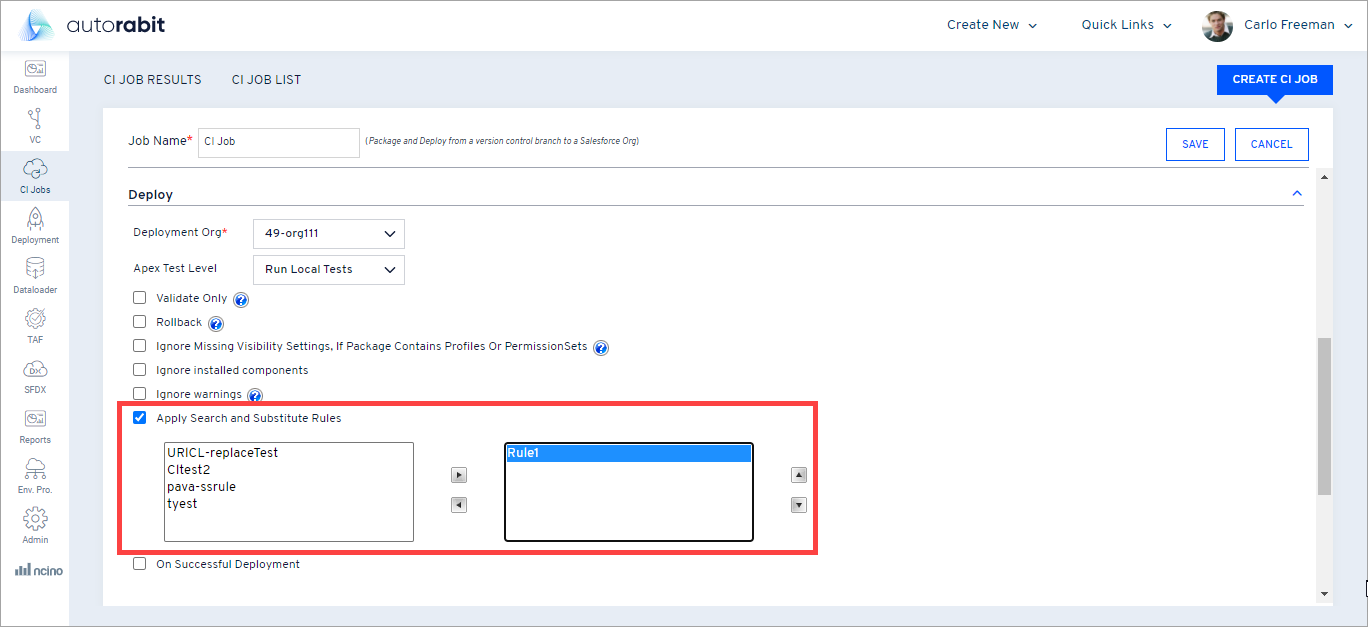 autorabit
Create New
Quick Links
Carlo Freeman
Dashboard
VC
CI Jobs
Deployment
Dataloader
TAF
DX
SFDX
Reports
Env. Pro.
Admin
ncino
CI JOB RESULTS
CI JOB LIST
CREATE CI JOB
Job Name* CI Job (Package and Deploy from a version control branch to a Salesforce Org)
SAVE
CANCEL
Deploy
Deployment Org* 49-org111
Apex Test Level Run Local Tests
Validate Only ?
Rollback ?
Ignore Missing Visibility Settings, If Package Contains Profiles Or PermissionSets ?
Ignore installed components
Ignore warnings ?
Apply Search and Substitute Rules
URICL-replaceTest
CItest2
pava-ssrule
tyest
Rule1
On Successful Deployment